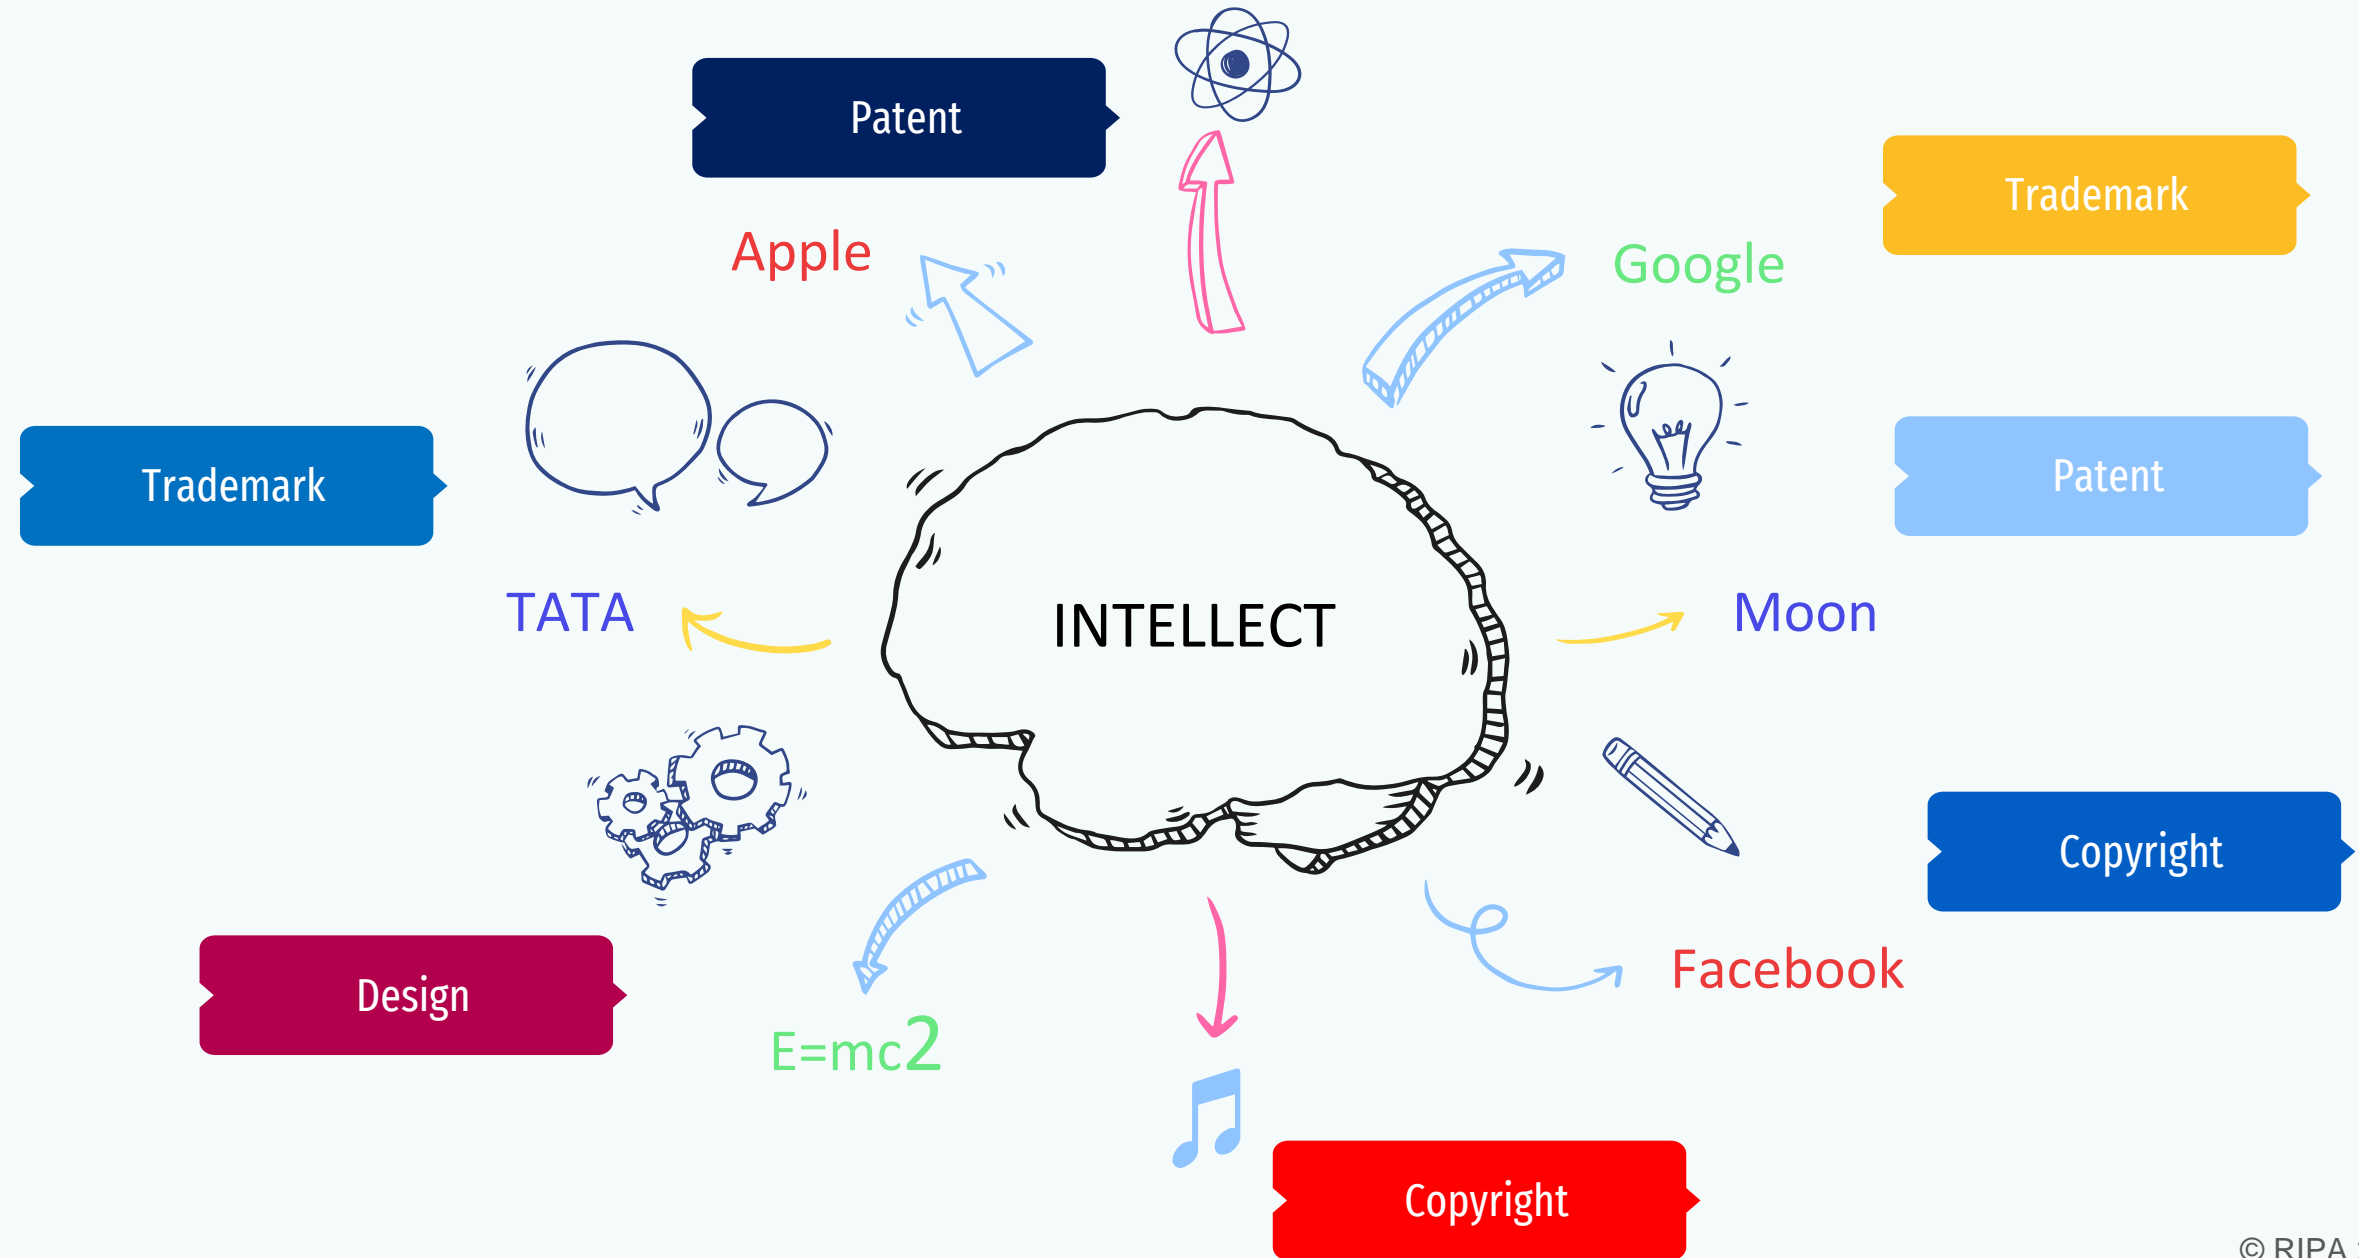 Patent
Trademark
Apple
Google
Trademark
Patent
TATA
INTELLECT
Moon
Copyright
Design
Facebook
E=mc2
Copyright
© RIPA